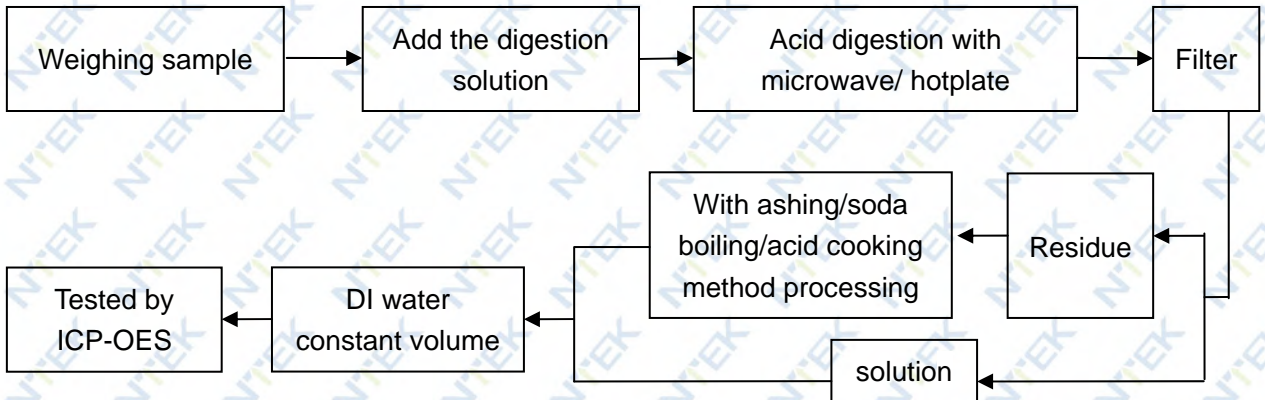 Weighing sample
Add the digestion
solution
Acid digestion with
microwave/ hotplate
Filter
With ashing/soda
boiling/acid cooking
method processing
Residue
Tested by
ICP-OES
DI water
constant volume
solution
NTEK